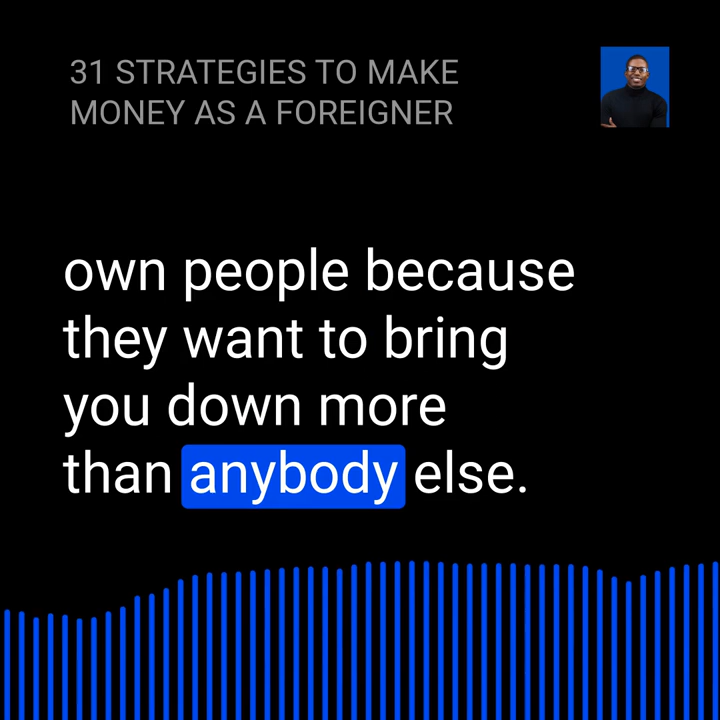 31 STRATEGIES TO MAKE
MONEY AS A FOREIGNER
own people because
they want to bring
you down more
than anybody else.